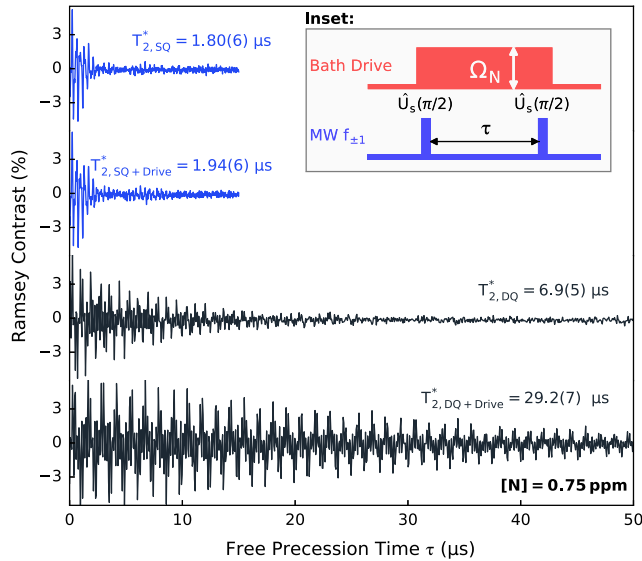 Ramsey Contrast (%)
3
0
−3
T*2,SQ = 1.80(6) μs
3
0
−3
T*2,SQ + Drive = 1.94(6) μs
3
0
−3
T*2,DQ = 6.9(5) μs
3
0
−3
T*2,DQ + Drive = 29.2(7) μs
[N] = 0.75 ppm
0 10 20 30 40 50
Free Precession Time τ (μs)
Inset:
Bath Drive
ΩN
Ûs(π/2) Ûs(π/2)
MW f±1
τ